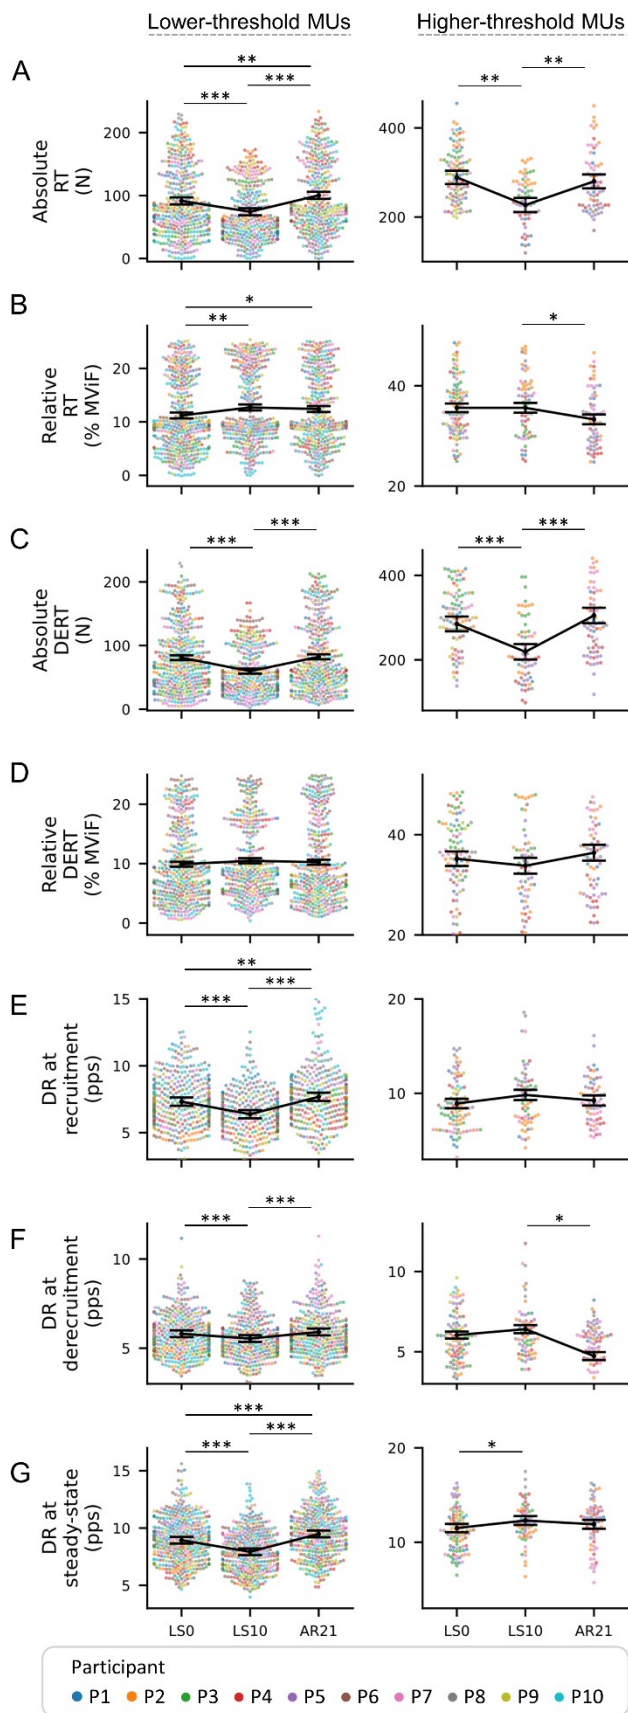 Lower-threshold MUs Higher-threshold MUs
A
** **
*** ** ***
Absolute
RT
(N)
200
100
0
400
200
B
*
** *
Relative
RT
(% MViF)
20
10
0
40
20
C
*** *** *** ***
Absolute
DERT
(N)
200
100
0
400
200
D
Relative
DERT
(% MViF)
20
10
0
40
20
E
**
*** ***
DR at
recruitment
(pps)
15
10
5
20
10
F
*** *** *
DR at
derecruitment
(pps)
10
5
10
5
G
***
*** *** *
DR at
steady-state
(pps)
15
10
5
20
10
LS0 LS10 AR21 LS0 LS10 AR21
Participant
P1 P2 P3 P4 P5 P6 P7 P8 P9 P10